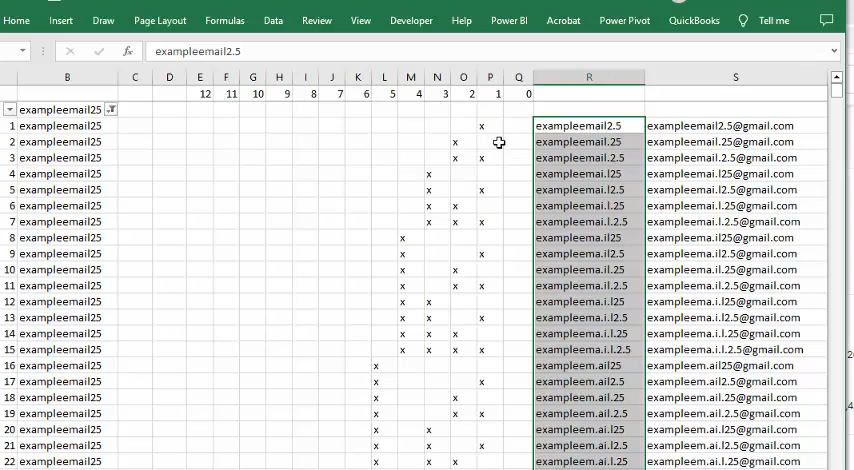 Home Insert Draw Page Layout Formulas Data Review View Developer Help Power BI Acrobat Power Pivot QuickBooks Tell me
fx exampleemail2.5
B C D E F G H I J K L M N O P Q R S
12 11 10 9 8 7 6 5 4 3 2 1 0
exampleemail25
1 exampleemail25 x exampleemail2.5 exampleemail2.5@gmail.com
2 exampleemail25 x exampleemail.25 exampleemail.25@gmail.com
3 exampleemail25 x x exampleemail.2.5 exampleemail.2.5@gmail.com
4 exampleemail25 x exampleemai.l25 exampleemai.l25@gmail.com
5 exampleemail25 x x exampleemai.l2.5 exampleemai.l2.5@gmail.com
6 exampleemail25 x x exampleemai.l.25 exampleemai.l.25@gmail.com
7 exampleemail25 x x x exampleemai.l.2.5 exampleemai.l.2.5@gmail.com
8 exampleemail25 x exampleema.il25 exampleema.il25@gmail.com
9 exampleemail25 x x exampleema.il2.5 exampleema.il2.5@gmail.com
10 exampleemail25 x x exampleema.il.25 exampleema.il.25@gmail.com
11 exampleemail25 x x x exampleema.il.2.5 exampleema.il.2.5@gmail.com
12 exampleemail25 x x exampleema.i.l25 exampleema.i.l25@gmail.com
13 exampleemail25 x x x exampleema.i.l2.5 exampleema.i.l2.5@gmail.com
14 exampleemail25 x x x exampleema.i.l.25 exampleema.i.l.25@gmail.com
15 exampleemail25 x x x x exampleema.i.l.2.5 exampleema.i.l.2.5@gmail.com
16 exampleemail25 x exampleem.ail25 exampleem.ail25@gmail.com
17 exampleemail25 x x exampleem.ail2.5 exampleem.ail2.5@gmail.com
18 exampleemail25 x x exampleem.ail.25 exampleem.ail.25@gmail.com
19 exampleemail25 x x x exampleem.ail.2.5 exampleem.ail.2.5@gmail.com
20 exampleemail25 x x exampleem.ai.l25 exampleem.ai.l25@gmail.com
21 exampleemail25 x x x exampleem.ai.l2.5 exampleem.ai.l2.5@gmail.com
22 exampleemail25 x x x exampleem.ai.l.25 exampleem.ai.l.25@gmail.com